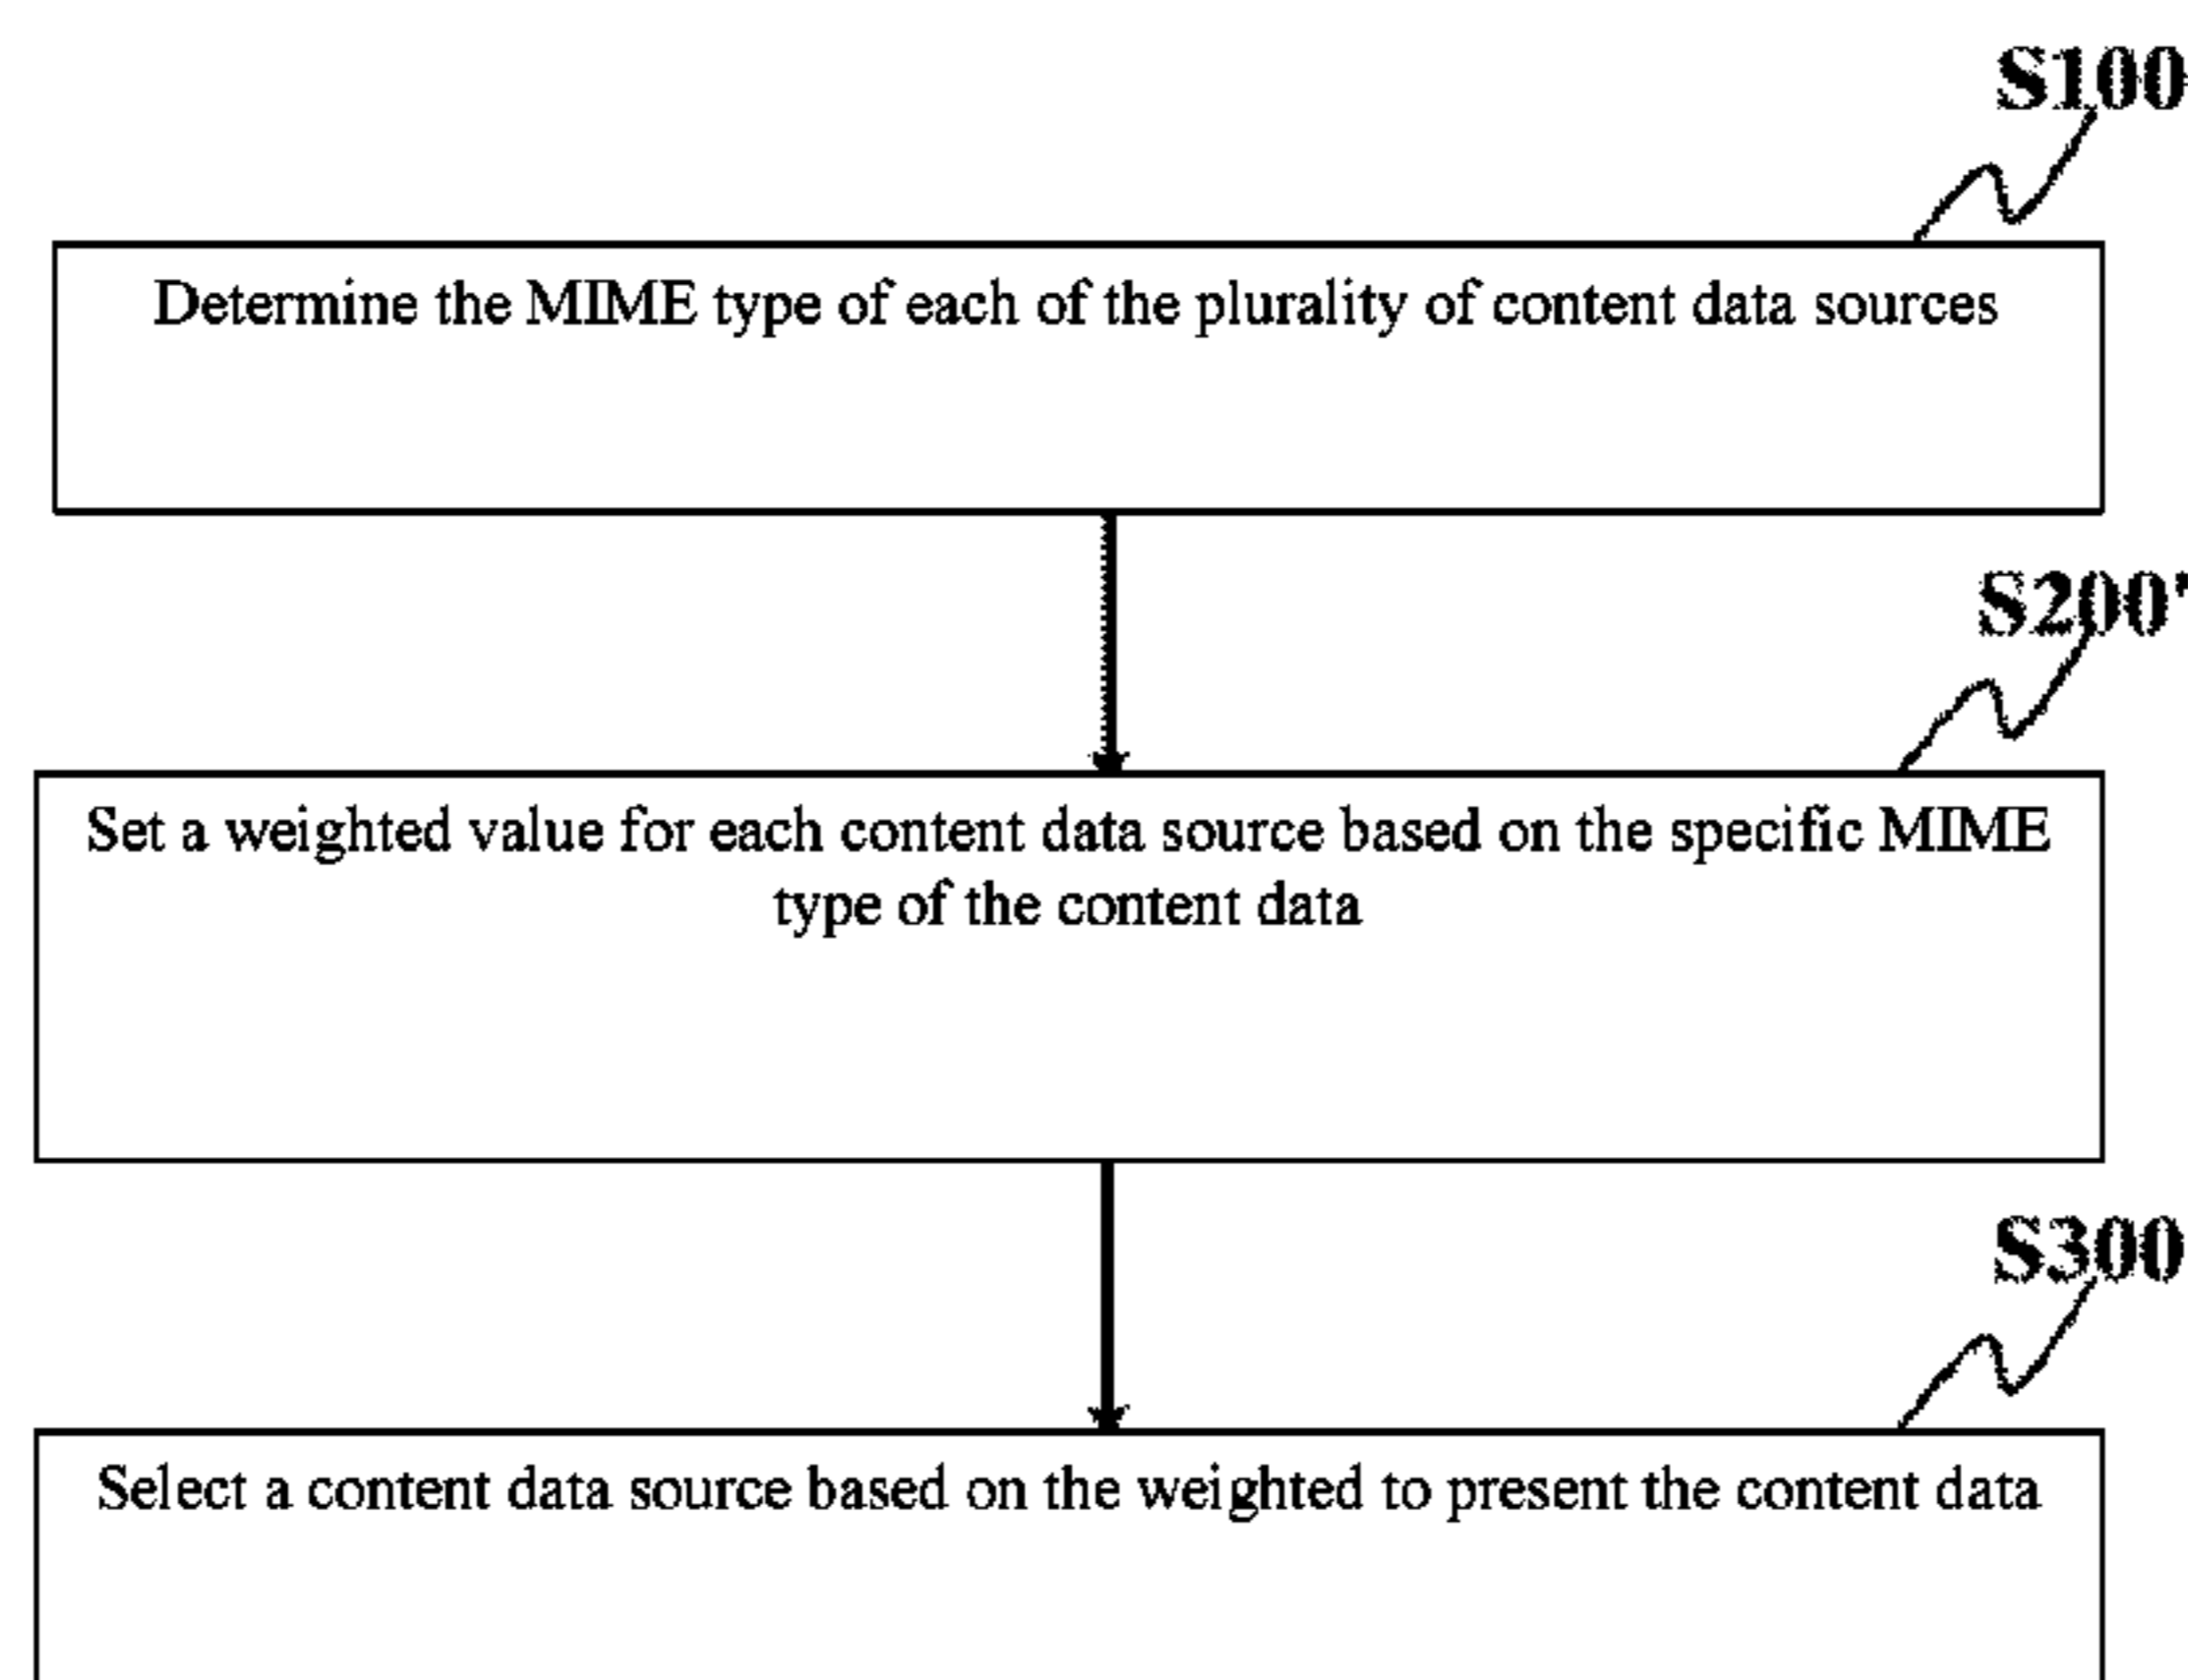 S100
Determine the MIME type of each of the plurality of content data sources
S200'
Set a weighted value for each content data source based on the specific MIME
type of the content data
S300
Select a content data source based on the weighted to present the content data